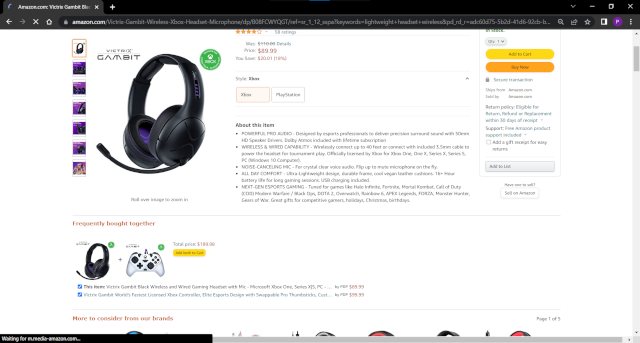 Amazon.com: Victrix Gambit Blac
amazon.com/Victrix-Gambit-Wireless-Xbox-Headset-Microphone/dp/B08FCWYQGT/
58 ratings
In Stock.
Was: $110.00 Details
Price: $89.99
You Save: $20.01 (18%)
Qty: 1
Add to Cart
Buy Now
Secure transaction
Ships from Amazon.com
Sold by Amazon.com
Return policy: Eligible for
Return, Refund or Replacement
within 30 days of receipt
Support: Free Amazon product
support included
Add a gift receipt for easy
returns
Add to List
Have one to sell?
Sell on Amazon
VICTRIX
GAMBIT
XBOX
Style: Xbox
Xbox
PlayStation
About this item
• POWERFUL PRO AUDIO - Designed by esports professionals to deliver precision surround sound with 50mm
HD Speaker Drivers. Dolby Atmos included with lifetime subscription
• WIRELESS & WIRED CAPABILITY - Wirelessly connect up to 40 feet or connect with included 3.5mm cable to
power the headset for tournament play. Officially licensed by Xbox for Xbox One, One S, Series X, Series S,
PC (Windows 10 Computer).
• NOISE-CANCELING MIC - For crystal clear voice audio. Flip up to mute microphone on the fly.
• ALL DAY COMFORT - Ultra Lightweight design, durable frame, cool vegan leather cushions. 16+ Hour
battery life for long gaming sessions. USB charging included.
• NEXT-GEN ESPORTS GAMING - Tuned for games like Halo Infinite, Fortnite, Mortal Kombat, Call of Duty
(COD) Modern Warfare / Black Ops, DOTA 2, Overwatch, Rainbow 6, APEX Legends, FORZA, Monster Hunter,
Gears of War. Great gifts for competitive gamers, holidays, Christmas, birthdays.
Roll over image to zoom in
Frequently bought together
Total price: $189.98
Add both to Cart
This item: Victrix Gambit Black Wireless and Wired Gaming Headset with Mic - Microsoft Xbox One, Series X|S, PC - ... by PDP $89.99
Victrix Gambit World's Fastest Licensed Xbox Controller, Elite Esports Design with Swappable Pro Thumbsticks, Cust... by PDP $99.99
More to consider from our brands
Page 1 of 5
Waiting for m.media-amazon.com...